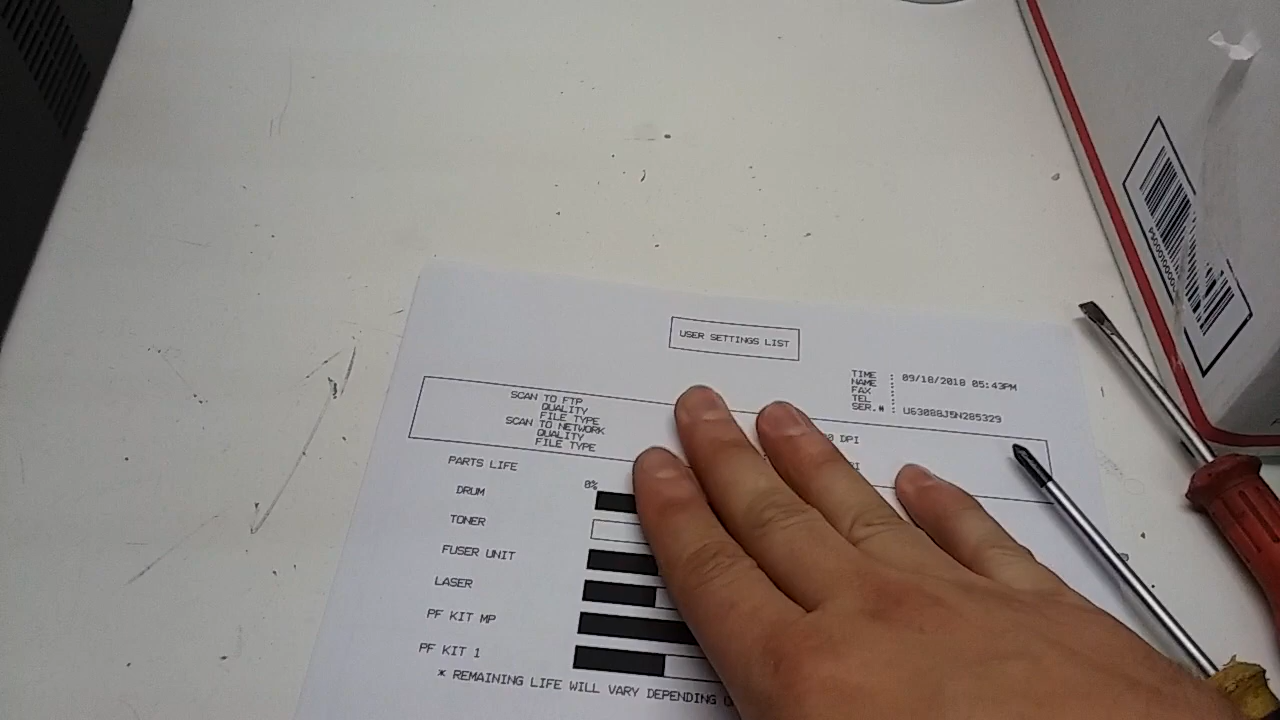 USER SETTINGS LIST
TIME : 09/18/2018 05:43PM
NAME :
FAX :
TEL :
SER.# : U63088J5N285329
SCAN TO FTP
QUALITY 0 DPI
FILE TYPE
SCAN TO NETWORK
QUALITY
FILE TYPE
PARTS LIFE
0%
DRUM
TONER
FUSER UNIT
LASER
PF KIT MP
PF KIT 1
* REMAINING LIFE WILL VARY DEPENDING